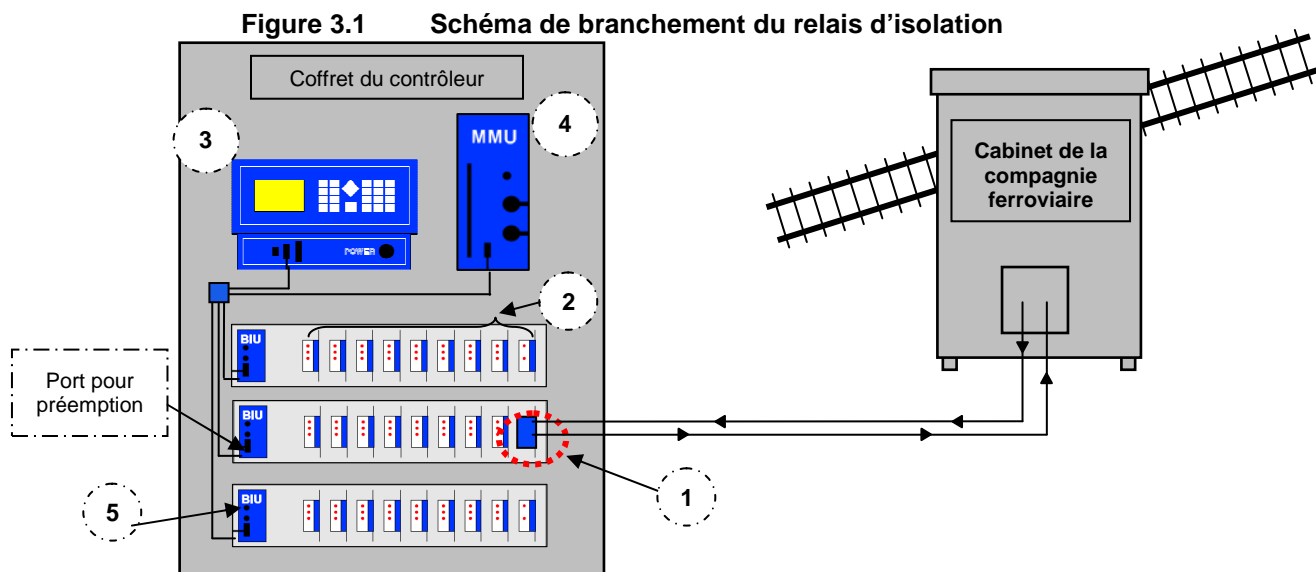 Figure 3.1 Schéma de branchement du relais d'isolation
Coffret du contrôleur
3
4
MMU
POWER
2
BIU
Port pour
préemption
BIU
1
5
BIU
Cabinet de la
compagnie
ferroviaire